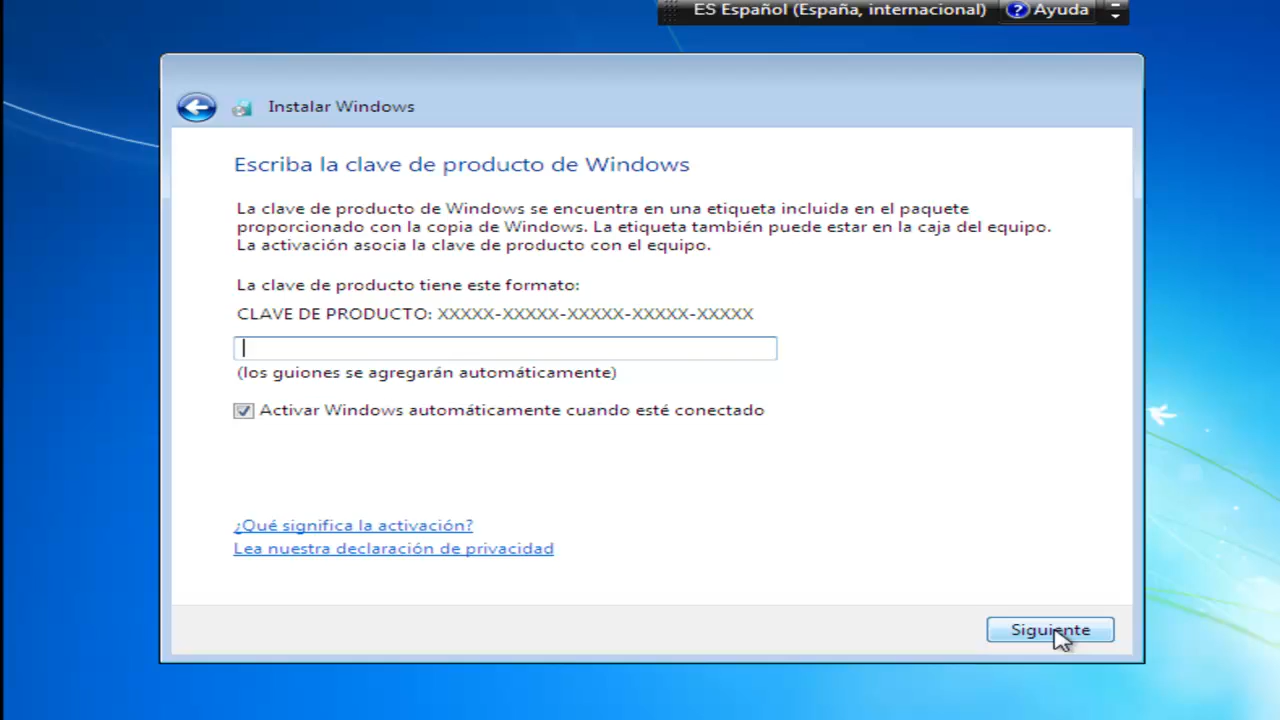 ES Español (España, internacional) ? Ayuda
Instalar Windows
Escriba la clave de producto de Windows
La clave de producto de Windows se encuentra en una etiqueta incluida en el paquete
proporcionado con la copia de Windows. La etiqueta también puede estar en la caja del equipo.
La activación asocia la clave de producto con el equipo.
La clave de producto tiene este formato:
CLAVE DE PRODUCTO: XXXXX-XXXXX-XXXXX-XXXXX-XXXXX
(los guiones se agregarán automáticamente)
Activar Windows automáticamente cuando esté conectado
¿Qué significa la activación?
Lea nuestra declaración de privacidad
Siguiente